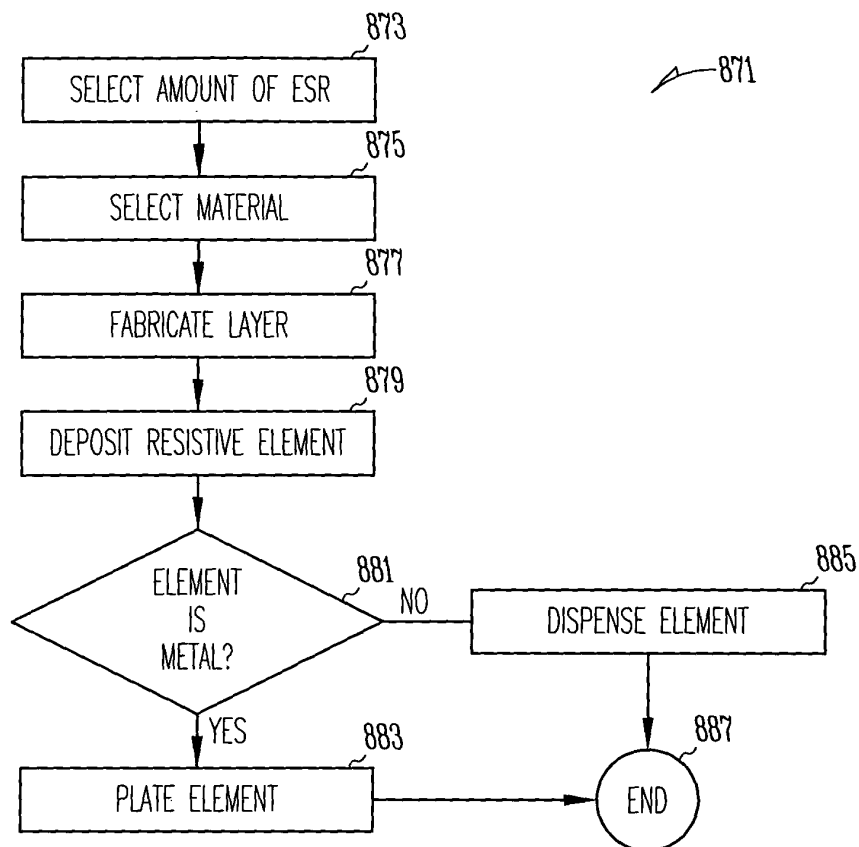 873
SELECT AMOUNT OF ESR
871
875
SELECT MATERIAL
877
FABRICATE LAYER
879
DEPOSIT RESISTIVE ELEMENT
881
ELEMENT
IS
METAL?
NO
885
DISPENSE ELEMENT
YES
883
PLATE ELEMENT
887
END